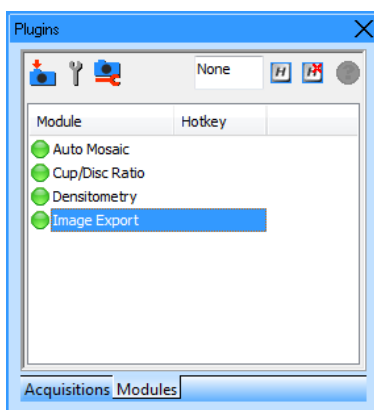 Plugins
None
H H ?
Module Hotkey
Auto Mosaic
Cup/Disc Ratio
Densitometry
Image Export
Acquisitions Modules